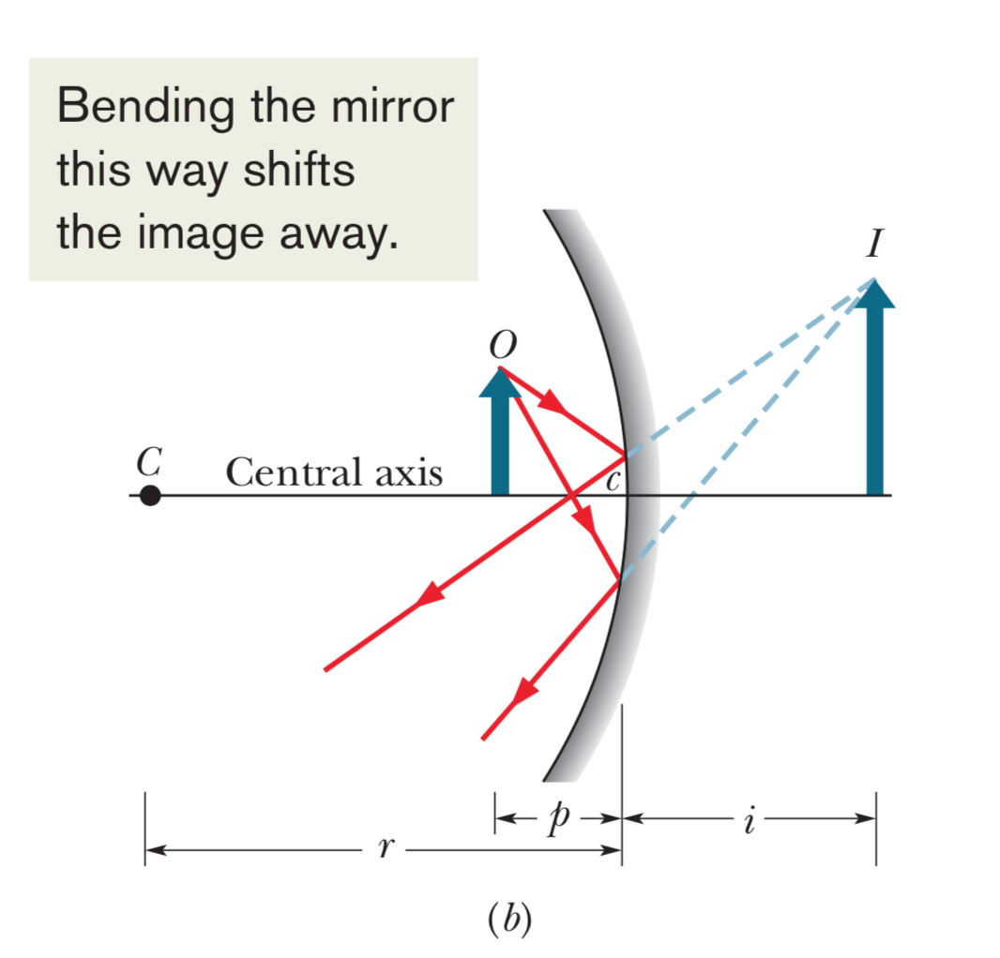 Bending the mirror
this way shifts
the image away.
I
O
C
Central axis
c
p
i
r
(b)